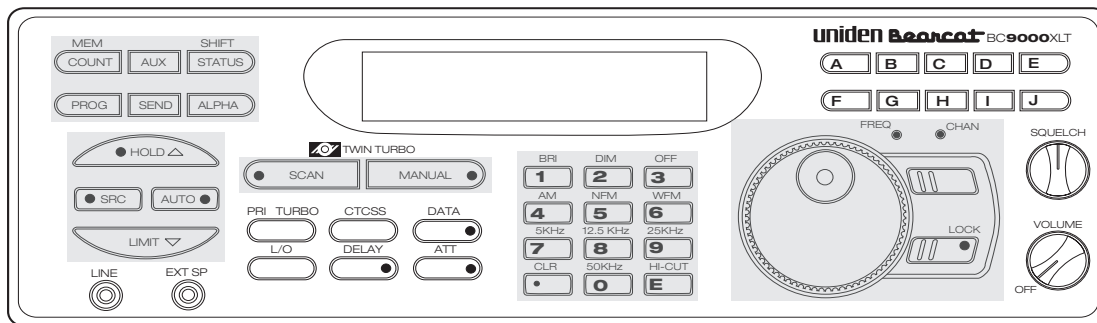 MEM SHIFT
COUNT AUX STATUS
PROG SEND ALPHA
uniden Bearcat BC9000XLT
A B C D E
F G H I J
HOLD
SRC AUTO
LIMIT
LINE EXT SP
TWIN TURBO
SCAN MANUAL
PRI TURBO CTCSS DATA
L/O DELAY ATT
BRI DIM OFF
1 2 3
AM NFM WFM
4 5 6
5KHz 12.5 KHz 25KHz
7 8 9
CLR 50KHz HI-CUT
• 0 E
FREQ CHAN
LOCK
SQUELCH
VOLUME
OFF